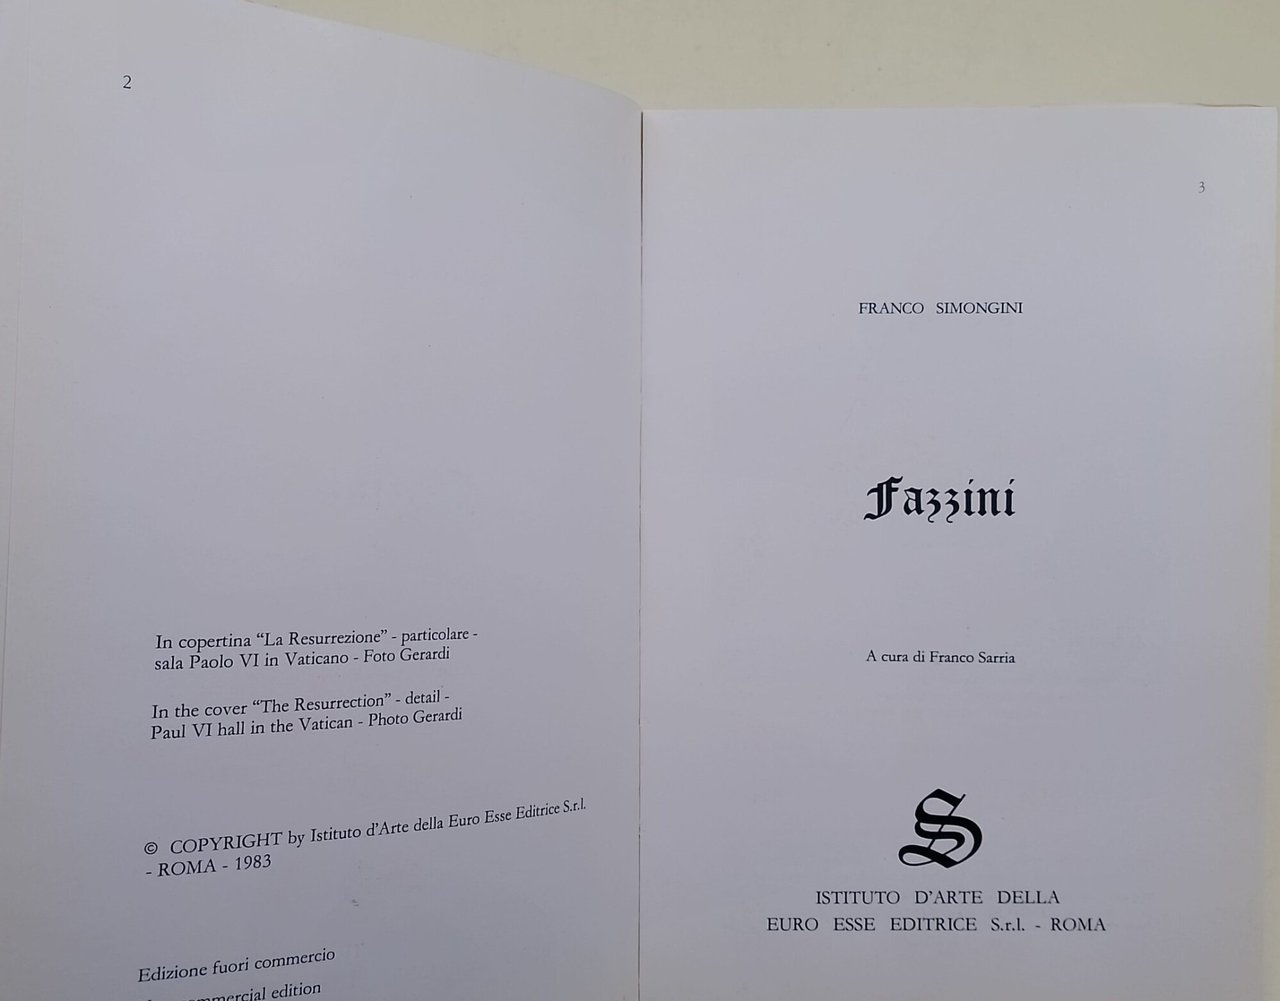 2
In copertina “La Resurrezione” - particolare -
sala Paolo VI in Vaticano - Foto Gerardi
In the cover “The Resurrection” - detail -
Paul VI hall in the Vatican - Photo Gerardi
© COPYRIGHT by Istituto d’Arte della Euro Esse Editrice S.r.l.
- ROMA - 1983
Edizione fuori commercio
edition
3
FRANCO SIMONGINI
Fazzini
A cura di Franco Sarria
S
ISTITUTO D’ARTE DELLA
EURO ESSE EDITRICE S.r.l. - ROMA